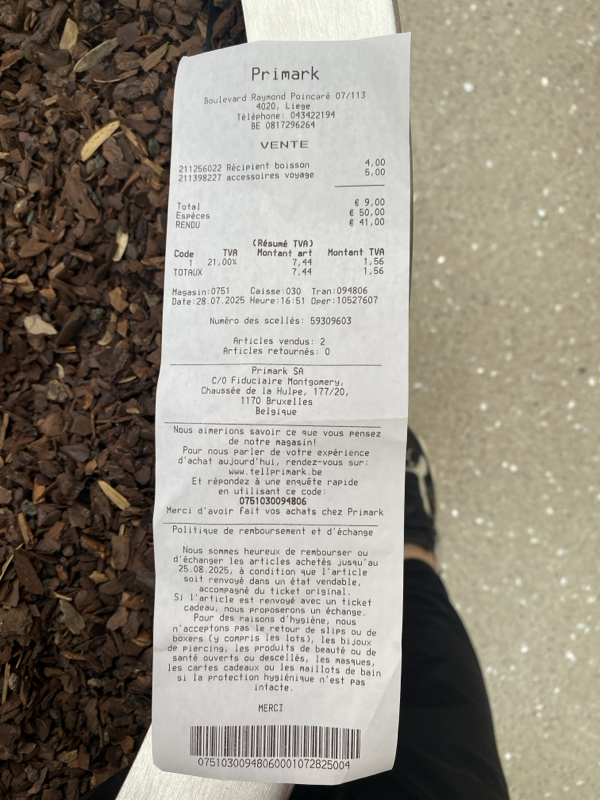 Primark
Boulevard Raymond Poincaré 07/113
4020, Liege
Téléphone: 043422194
BE 0817296264
VENTE
211256022 Récipient boisson 4,00
211398227 accessoires voyage 5,00
Total € 9,00
Espèces € 50,00
RENDU € 41,00
(Résumé TVA)
Code TVA Montant art Montant TVA
1 21,00% 7,44 1,56
TOTAUX 7,44 1,56
Magasin:0751 Caisse:030 Tran:094806
Date:28.07.2025 Heure:16:51 Oper:10527607
Numéro des scellés: 59309603
Articles vendus: 2
Articles retournés: 0
Primark SA
C/O Fiduciaire Montgomery,
Chaussée de la Hulpe, 177/20,
1170 Bruxelles
Belgique
Nous aimerions savoir ce que vous pensez
de notre magasin!
Pour nous parler de votre expérience
d'achat aujourd'hui, rendez-vous sur:
www.tellprimark.be
Et répondez à une enquête rapide
en utilisant ce code:
0751030094806
Merci d'avoir fait vos achats chez Primark
Politique de remboursement et d'échange
Nous sommes heureux de rembourser ou
d'échanger les articles achetés jusqu'au
25.08.2025, à condition que l'article
soit renvoyé dans un état vendable,
accompagné du ticket original.
Si l'article est renvoyé avec un ticket
cadeau, nous proposerons un échange.
Pour des raisons d'hygiène, nous
n'acceptons pas le retour de slips ou de
boxers (y compris les lots), les bijoux
de piercing, les produits de beauté ou de
santé ouverts ou descellés, les masques,
les cartes cadeaux ou les maillots de bain
si la protection hygiénique n'est pas
intacte.
MERCI
07510300948060001072825004